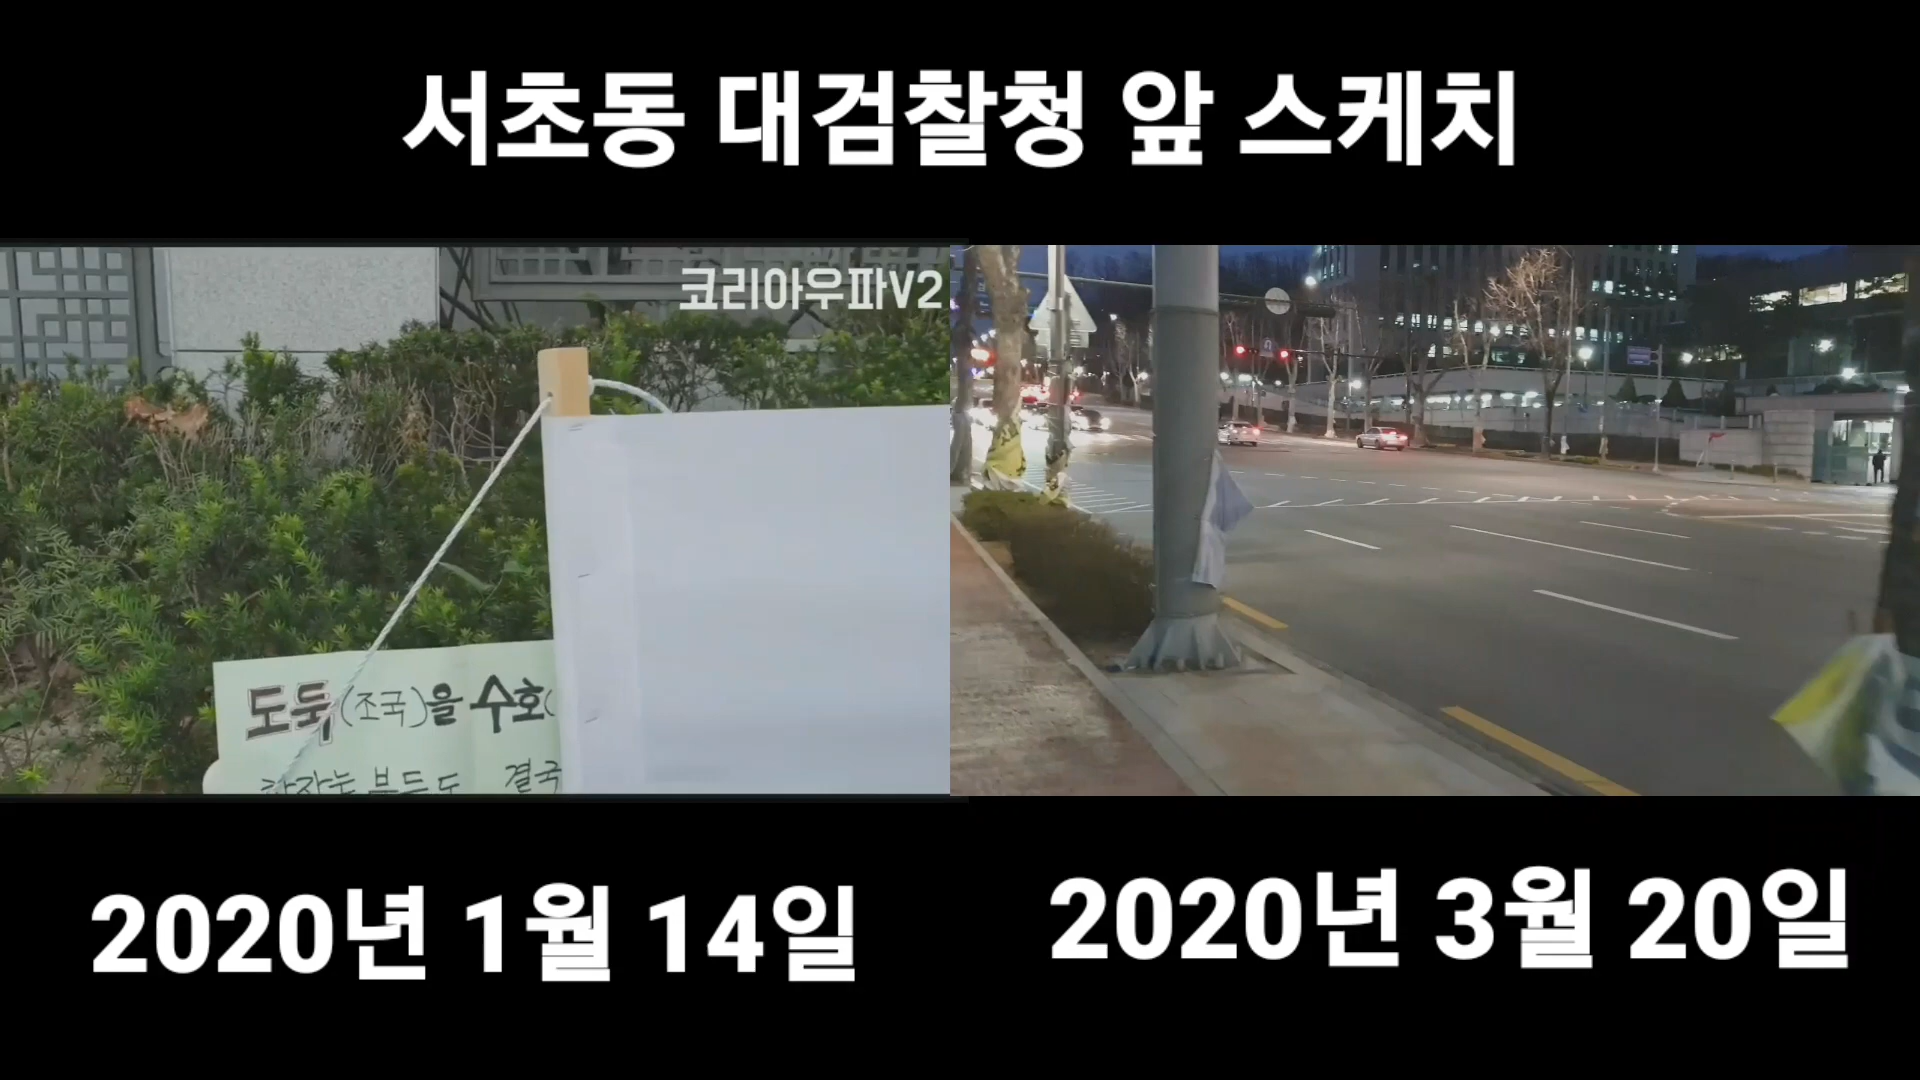 서초동 대검찰청 앞 스케치
코리아우파V2
도둑(조국)을 수호(
결국
2020년 1월 14일
2020년 3월 20일